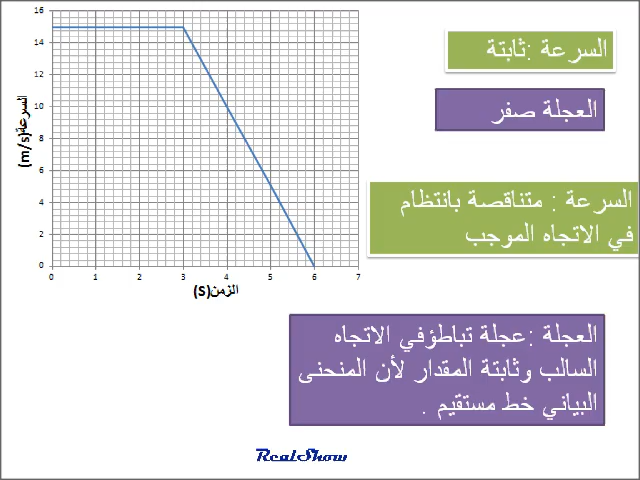 السرعة :ثابتة
العجلة صفر
السرعة : متناقصة بانتظام
في الاتجاه الموجب
العجلة :عجلة تباطؤفي الاتجاه
السالب وثابتة المقدار لأن المنحنى
البياني خط مستقيم .
السرعة(m/s)
16
14
12
10
8
6
4
2
0
0 1 2 3 4 5 6 7
الزمن(S)
RealShow